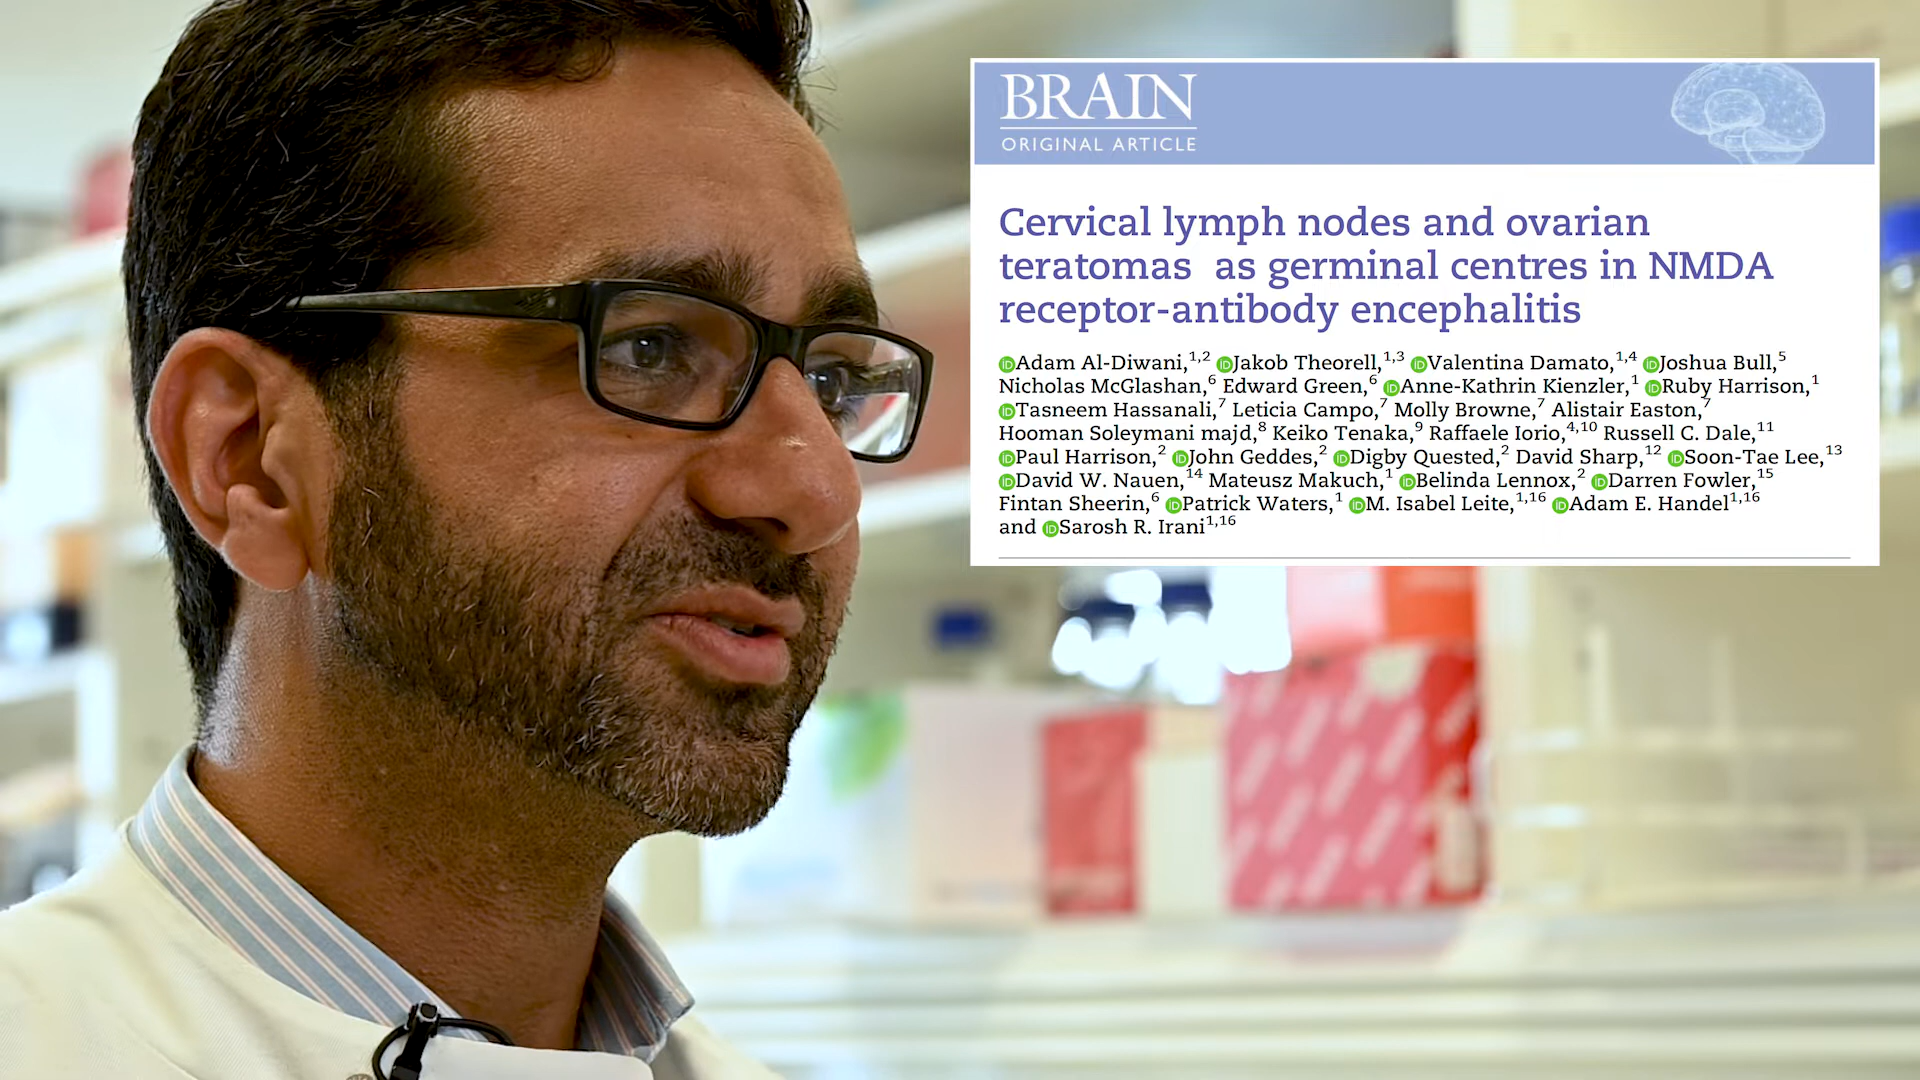 BRAIN
ORIGINAL ARTICLE
Cervical lymph nodes and ovarian
teratomas as germinal centres in NMDA
receptor-antibody encephalitis
Adam Al-Diwani,1,2 Jakob Theorell,1,3 Valentina Damato,1,4 Joshua Bull,5
Nicholas McGlashan,6 Edward Green,6 Anne-Kathrin Kienzler,1 Ruby Harrison,1
Tasneem Hassanali,7 Leticia Campo,7 Molly Browne,7 Alistair Easton,7
Hooman Soleymani majd,8 Keiko Tenaka,9 Raffaele Iorio,4,10 Russell C. Dale,11
Paul Harrison,2 John Geddes,2 Digby Quested,2 David Sharp,12 Soon-Tae Lee,13
David W. Nauen,14 Mateusz Makuch,1 Belinda Lennox,2 Darren Fowler,15
Fintan Sheerin,6 Patrick Waters,1 M. Isabel Leite,1,16 Adam E. Handel1,16
and Sarosh R. Irani1,16